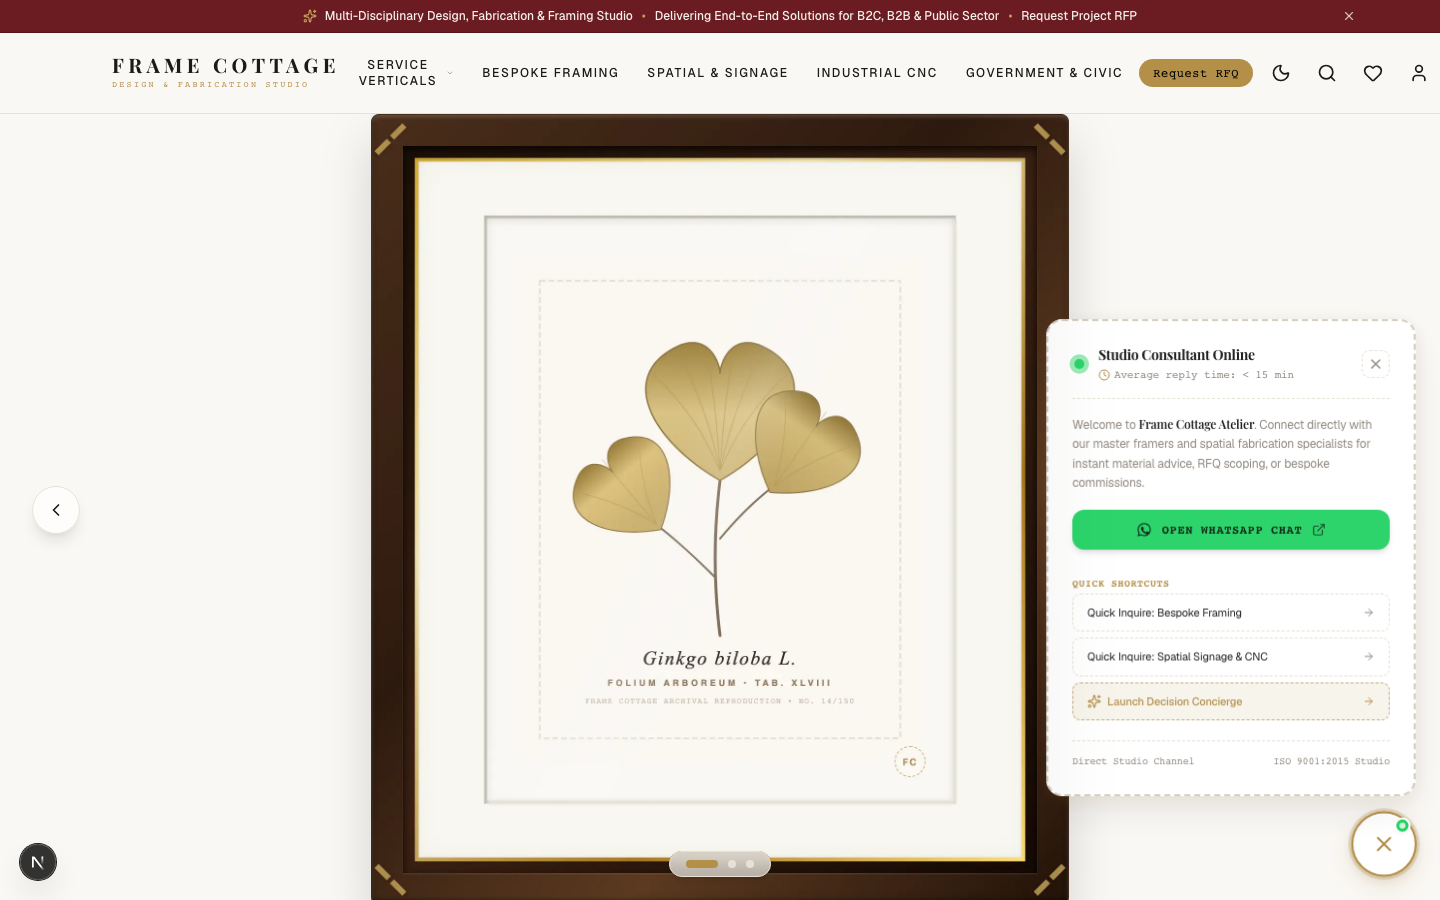 Multi-Disciplinary Design, Fabrication & Framing Studio • Delivering End-to-End Solutions for B2C, B2B & Public Sector • Request Project RFP
FRAME COTTAGE
DESIGN & FABRICATION STUDIO
SERVICE
VERTICALS
BESPOKE FRAMING
SPATIAL & SIGNAGE
INDUSTRIAL CNC
GOVERNMENT & CIVIC
Request RFQ
Ginkgo biloba L.
FOLIUM ARBOREUM • TAB. XLVIII
FRAME COTTAGE ARCHIVAL REPRODUCTION • NO. 14/150
FC
Studio Consultant Online
Average reply time: < 15 min
Welcome to Frame Cottage Atelier. Connect directly with
our master framers and spatial fabrication specialists for
instant material advice, RFQ scoping, or bespoke
commissions.
OPEN WHATSAPP CHAT
QUICK SHORTCUTS
Quick Inquire: Bespoke Framing
Quick Inquire: Spatial Signage & CNC
Launch Decision Concierge
Direct Studio Channel
ISO 9001:2015 Studio
N